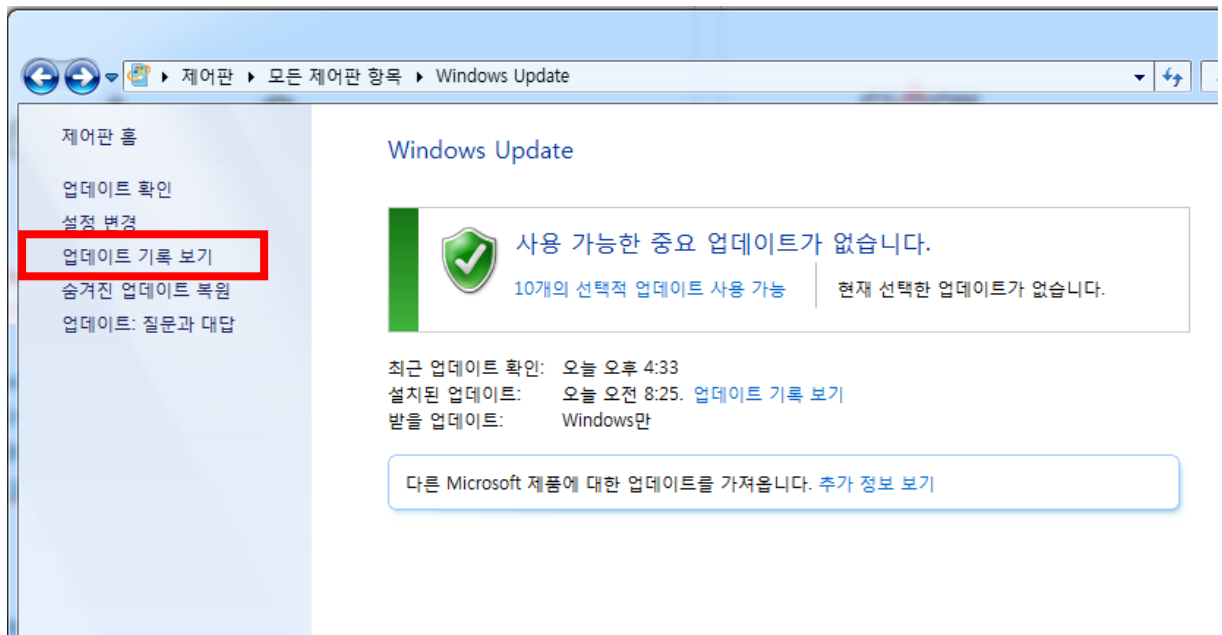 제어판 ▸ 모든 제어판 항목 ▸ Windows Update
제어판 홈
업데이트 확인
설정 변경
업데이트 기록 보기
숨겨진 업데이트 복원
업데이트: 질문과 대답
Windows Update
사용 가능한 중요 업데이트가 없습니다.
10개의 선택적 업데이트 사용 가능 현재 선택한 업데이트가 없습니다.
최근 업데이트 확인: 오늘 오후 4:33
설치된 업데이트: 오늘 오전 8:25. 업데이트 기록 보기
받을 업데이트: Windows만
다른 Microsoft 제품에 대한 업데이트를 가져옵니다. 추가 정보 보기